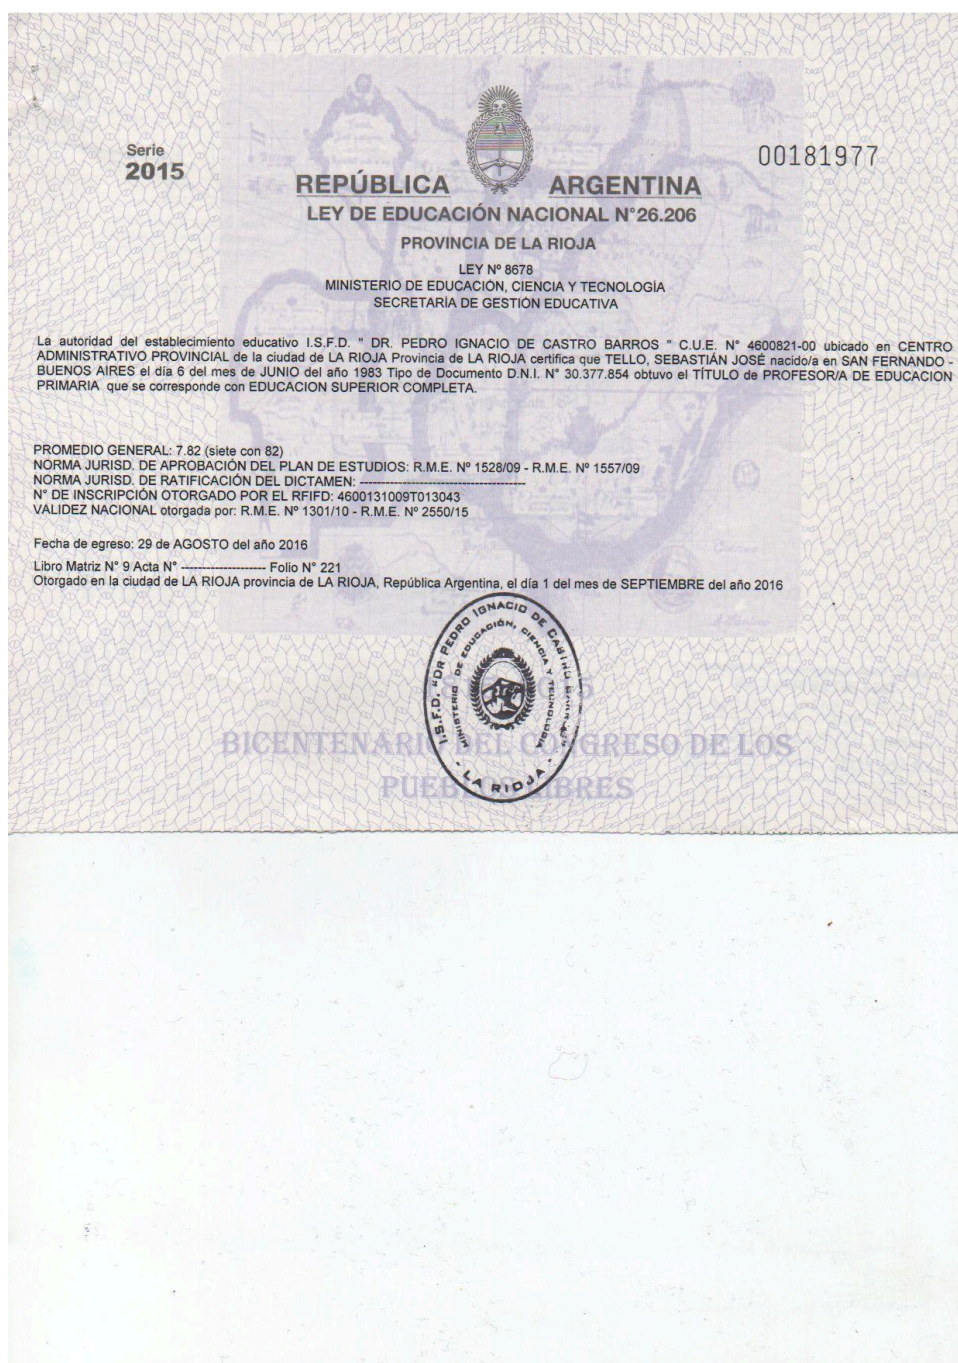 Serie
2015
00181977
REPÚBLICA ARGENTINA
LEY DE EDUCACIÓN NACIONAL N°26.206
PROVINCIA DE LA RIOJA
LEY Nº 8678
MINISTERIO DE EDUCACIÓN, CIENCIA Y TECNOLOGÍA
SECRETARÍA DE GESTIÓN EDUCATIVA
La autoridad del establecimiento educativo I.S.F.D. " DR. PEDRO IGNACIO DE CASTRO BARROS " C.U.E. N° 4600821-00 ubicado en CENTRO
ADMINISTRATIVO PROVINCIAL de la ciudad de LA RIOJA Provincia de LA RIOJA certifica que TELLO, SEBASTIÁN JOSÉ nacido/a en SAN FERNANDO -
BUENOS AIRES el día 6 del mes de JUNIO del año 1983 Tipo de Documento D.N.I. N° 30.377.854 obtuvo el TÍTULO de PROFESOR/A DE EDUCACION
PRIMARIA que se corresponde con EDUCACION SUPERIOR COMPLETA.
PROMEDIO GENERAL: 7.82 (siete con 82)
NORMA JURISD. DE APROBACIÓN DEL PLAN DE ESTUDIOS: R.M.E. Nº 1528/09 - R.M.E. Nº 1557/09
NORMA JURISD. DE RATIFICACIÓN DEL DICTAMEN: ---------------------------------------
N° DE INSCRIPCIÓN OTORGADO POR EL RFIFD: 4600131009T013043
VALIDEZ NACIONAL otorgada por: R.M.E. Nº 1301/10 - R.M.E. Nº 2550/15
Fecha de egreso: 29 de AGOSTO del año 2016
Libro Matriz N° 9 Acta N° -------------------- Folio N° 221
Otorgado en la ciudad de LA RIOJA provincia de LA RIOJA, República Argentina, el día 1 del mes de SEPTIEMBRE del año 2016
I.S.F.D. "DR PEDRO IGNACIO DE CASTRO BARROS"
MINISTERIO DE EDUCACIÓN, CIENCIA Y TECNOLOGIA
- LA RIOJA -
BICENTENARIO DEL CONGRESO DE LOS
PUEBLOS LIBRES